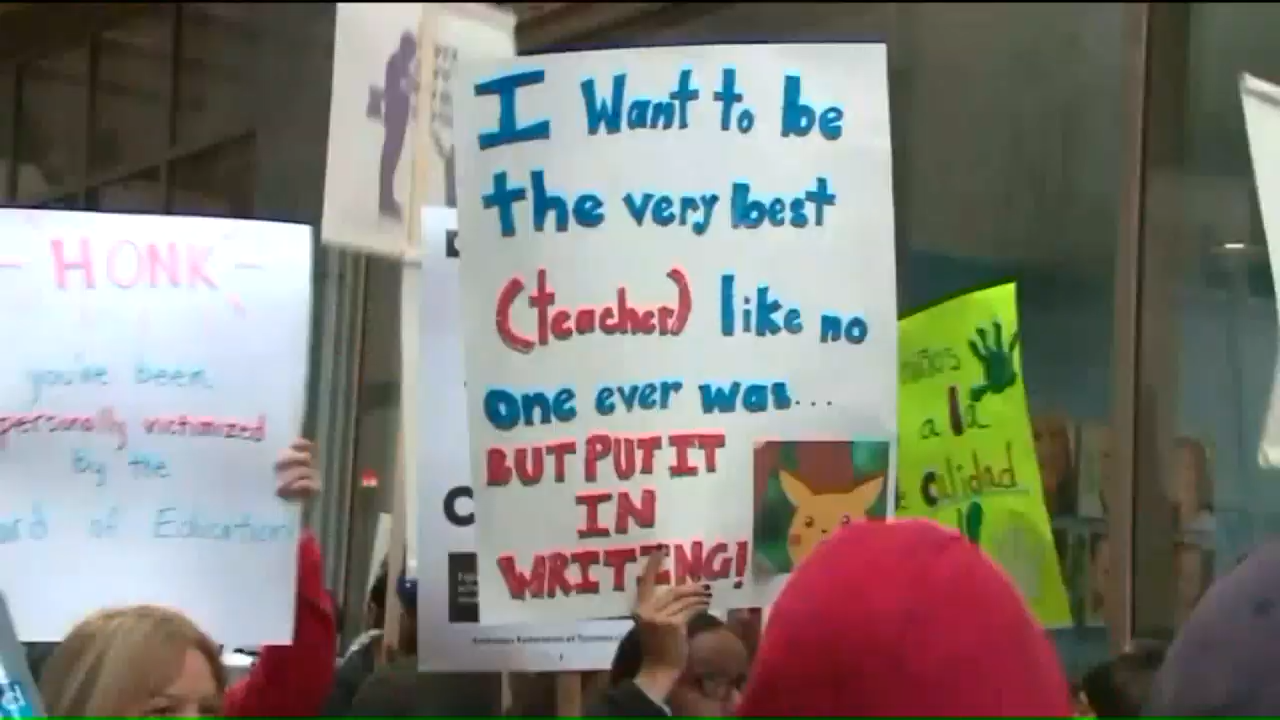 HONK
you've been
personally victimized
by the
of Education
I Want to be
the very best
(teacher) like no
one ever was...
BUT PUT IT
IN
WRITING!
a la
calidad